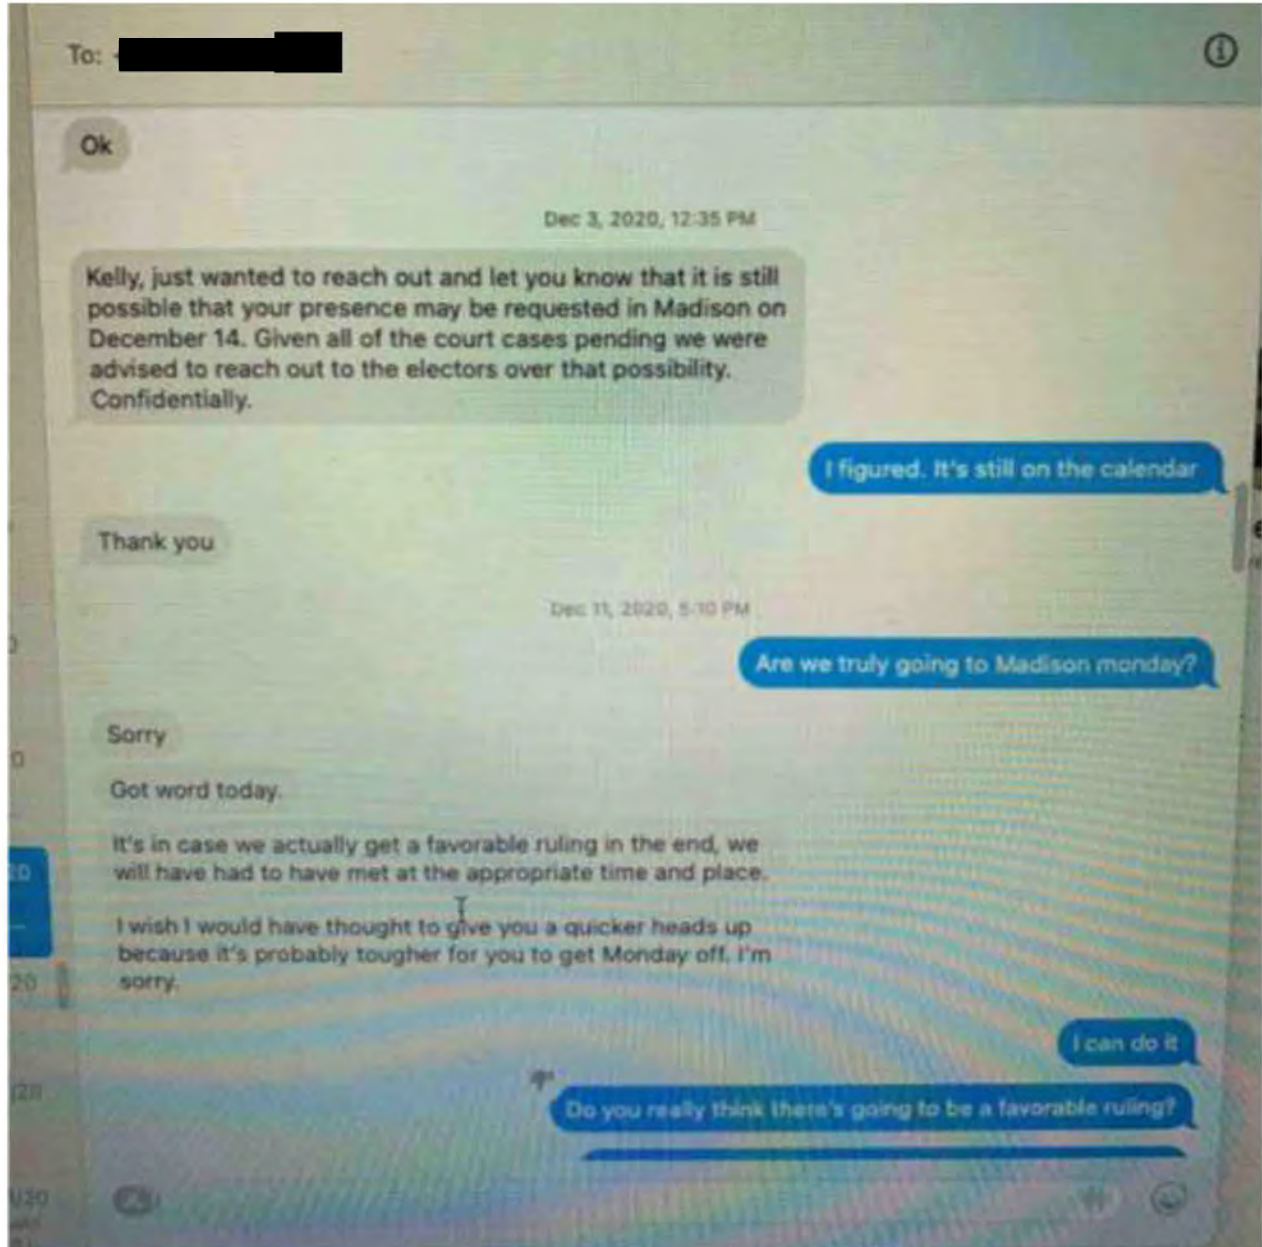 To:
Ok
Dec 3, 2020, 12:35 PM
Kelly, just wanted to reach out and let you know that it is still
possible that your presence may be requested in Madison on
December 14. Given all of the court cases pending we were
advised to reach out to the electors over that possibility.
Confidentially.
I figured. It's still on the calendar
Thank you
Dec 11, 2020, 5:10 PM
Are we truly going to Madison monday?
Sorry
Got word today.
It's in case we actually get a favorable ruling in the end, we
will have had to have met at the appropriate time and place.
I wish I would have thought to give you a quicker heads up
because it's probably tougher for you to get Monday off. I'm
sorry.
I can do it
Do you really think there's going to be a favorable ruling?
20
20
/20
/30